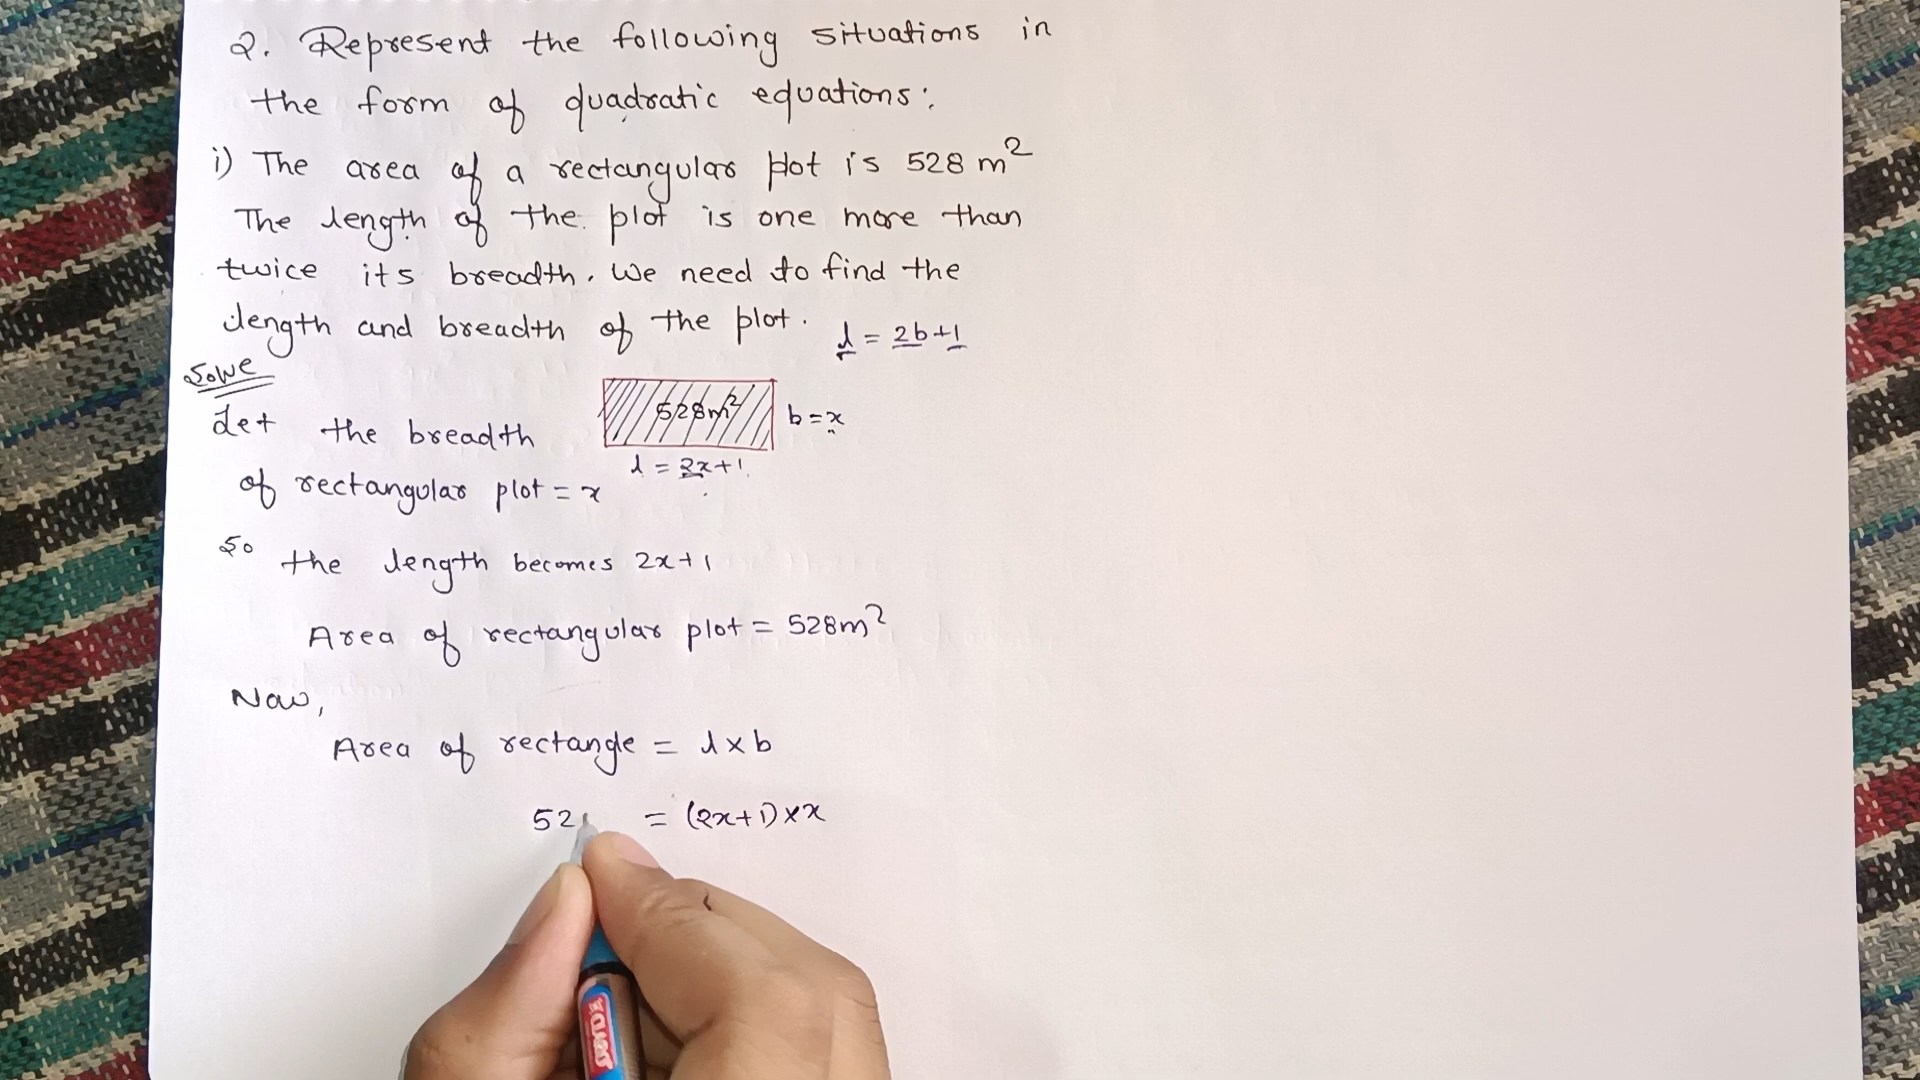 2. Represent the following situations in
the form of quadratic equations:
i) The area of a rectangular plot is 528 m²
The length of the plot is one more than
twice its breadth. We need to find the
length and breadth of the plot.
l = 2b+1
Solve
528m²
b = x
l = 2x+1
Let the breadth
of rectangular plot = x
So the length becomes 2x+1
Area of rectangular plot = 528m²
Now,
Area of rectangle = l × b
52 = (2x+1) × x